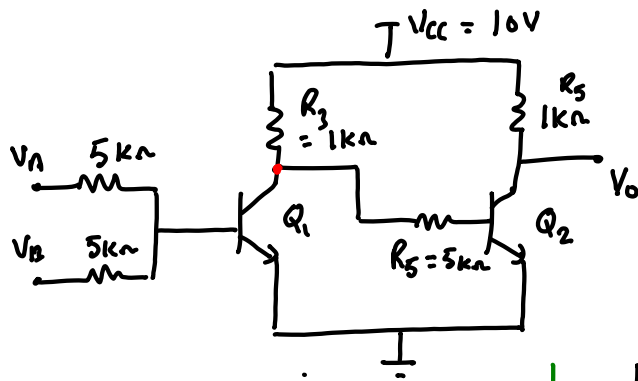 VCC = 10V
R3
= 1kΩ
R5
1kΩ
VA
5kΩ
VB
5kΩ
Q1
R5 = 5kΩ
Q2
Vo